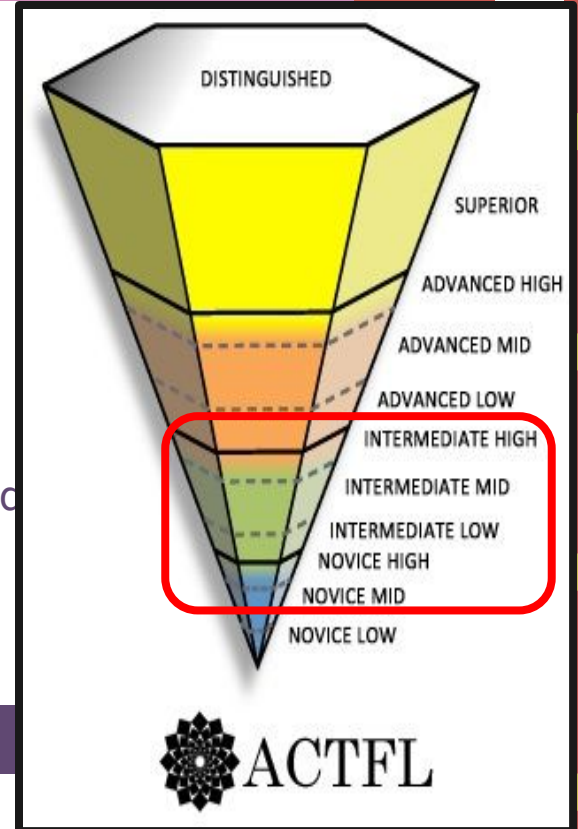 DISTINGUISHED
SUPERIOR
ADVANCED HIGH
ADVANCED MID
ADVANCED LOW
INTERMEDIATE HIGH
INTERMEDIATE MID
INTERMEDIATE LOW
NOVICE HIGH
NOVICE MID
NOVICE LOW
ACTFL